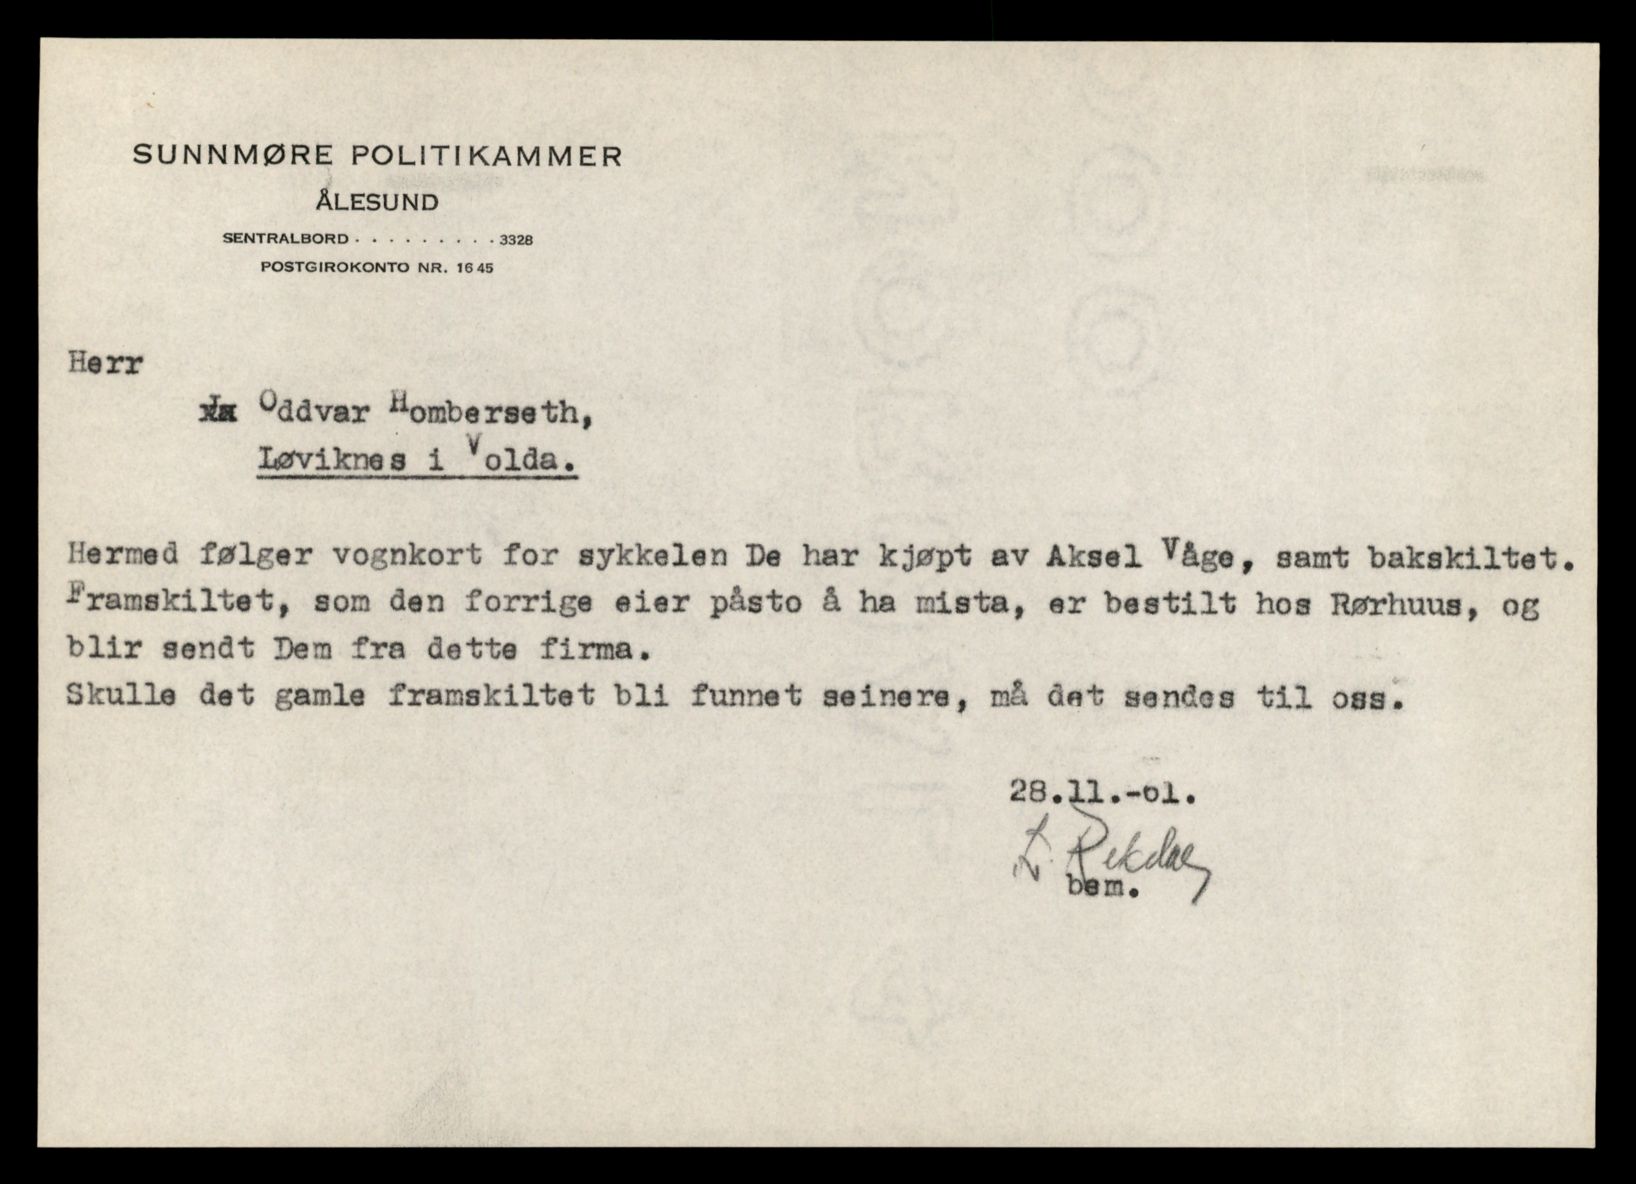 SUNNMØRE POLITIKAMMER
ÅLESUND
SENTRALBORD . . . . . . . . . 3328
POSTGIROKONTO NR. 1645
Herr
Oddvar Homberseth,
Løviknes i Volda.
Hermed følger vognkort for sykkelen De har kjøpt av Aksel Våge, samt bakskiltet.
Framskiltet, som den forrige eier påsto å ha mista, er bestilt hos Rørhuus, og
blir sendt Dem fra dette firma.
Skulle det gamle framskiltet bli funnet seinere, må det sendes til oss.
28.11.-61.
Rekdal
bem.